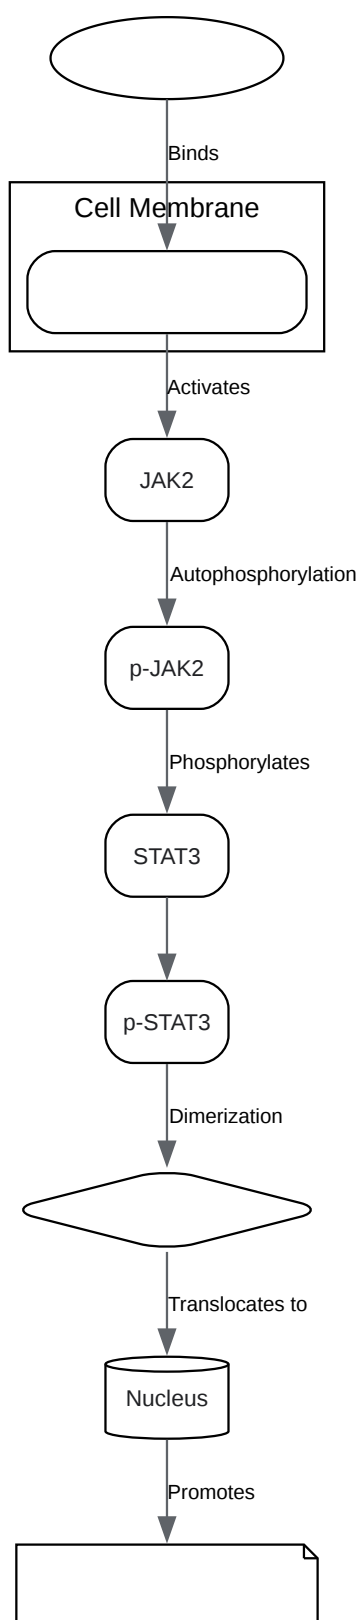 Binds
Cell Membrane
Activates
JAK2
Autophosphorylation
p-JAK2
Phosphorylates
STAT3
p-STAT3
Dimerization
Translocates to
Nucleus
Promotes